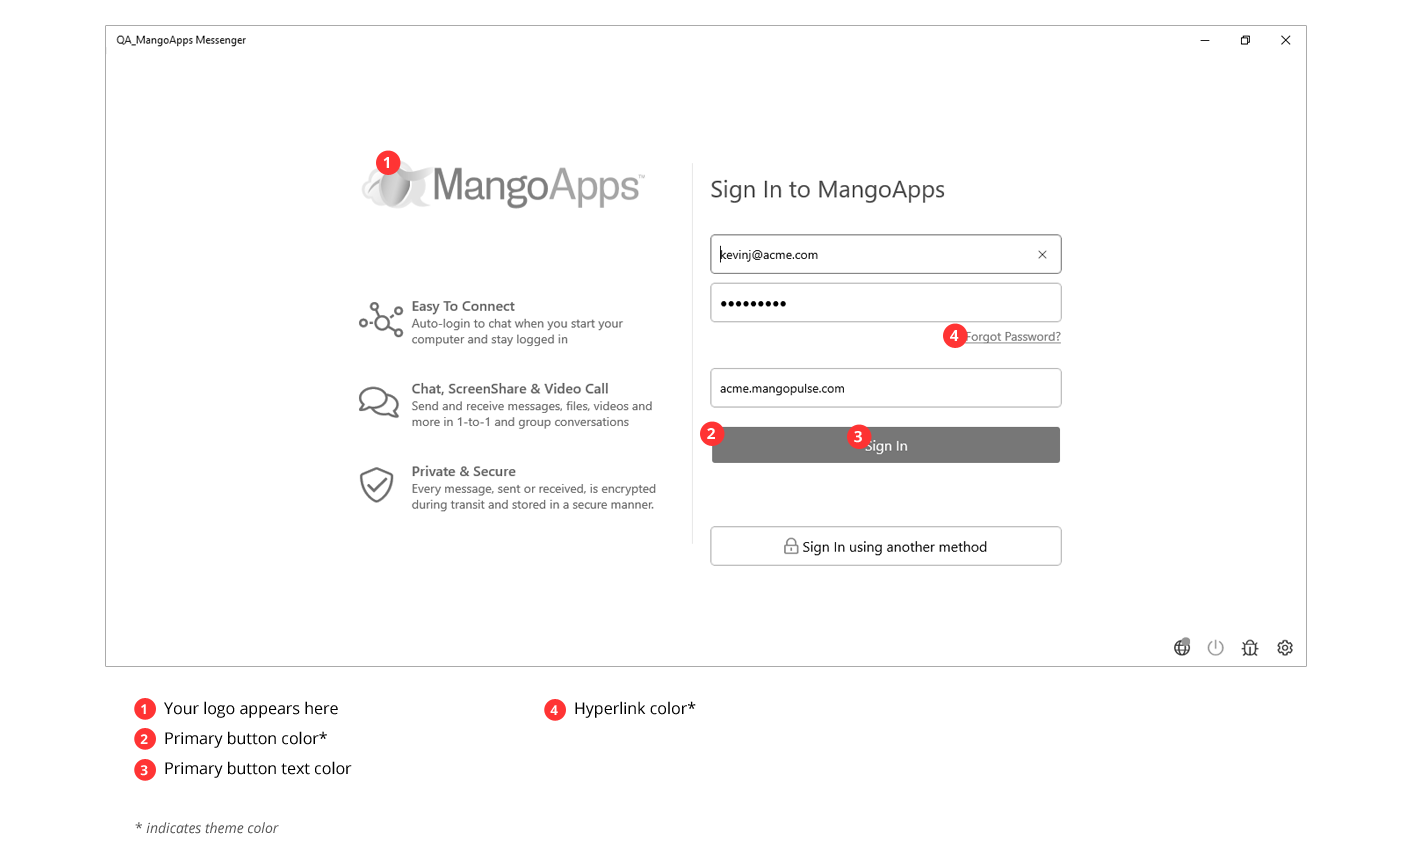 QA_MangoApps Messenger
1
MangoApps™
Sign In to MangoApps
kevinj@acme.com
•••••••••
4 Forgot Password?
Easy To Connect
Auto-login to chat when you start your
computer and stay logged in
acme.mangopulse.com
Chat, ScreenShare & Video Call
Send and receive messages, files, videos and
more in 1-to-1 and group conversations
2
3 Sign In
Private & Secure
Every message, sent or received, is encrypted
during transit and stored in a secure manner.
Sign In using another method
1 Your logo appears here
2 Primary button color*
3 Primary button text color
4 Hyperlink color*
* indicates theme color